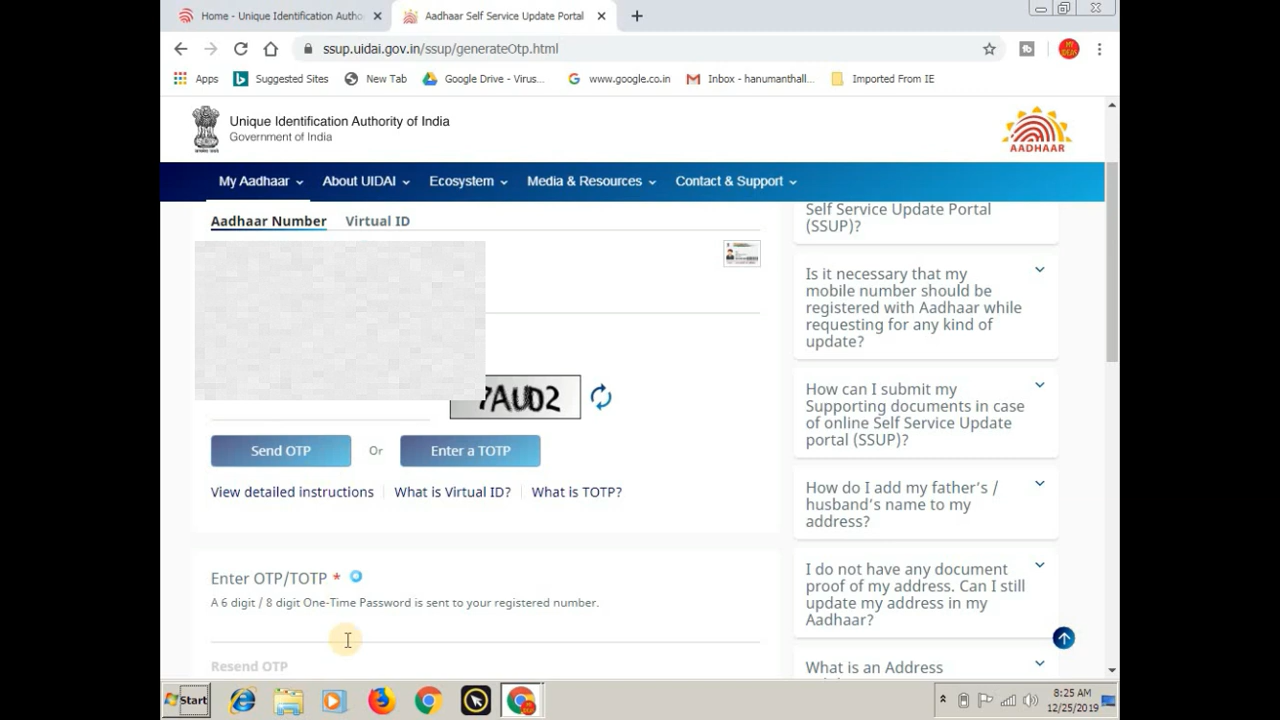 Home - Unique Identification Autho
Aadhaar Self Service Update Portal
ssup.uidai.gov.in/ssup/generateOtp.html
MY IDEAS
Apps
Suggested Sites
New Tab
Google Drive - Virus...
www.google.co.in
Inbox - hanumanthall...
Imported From IE
Unique Identification Authority of India
Government of India
AADHAAR
My Aadhaar
About UIDAI
Ecosystem
Media & Resources
Contact & Support
Aadhaar Number
Virtual ID
7AUD2
Send OTP
Or
Enter a TOTP
View detailed instructions
What is Virtual ID?
What is TOTP?
Enter OTP/TOTP *
A 6 digit / 8 digit One-Time Password is sent to your registered number.
Resend OTP
Self Service Update Portal
(SSUP)?
Is it necessary that my
mobile number should be
registered with Aadhaar while
requesting for any kind of
update?
How can I submit my
Supporting documents in case
of online Self Service Update
portal (SSUP)?
How do I add my father's /
husband's name to my
address?
I do not have any document
proof of my address. Can I still
update my address in my
Aadhaar?
What is an Address
Start
8:25 AM
12/25/2019